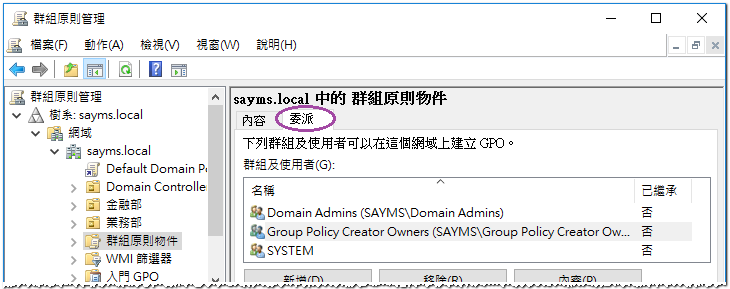 群組原則管理
檔案(F) 動作(A) 檢視(V) 視窗(W) 說明(H)
群組原則管理
樹系: sayms.local
網域
sayms.local
Default Domain Po
Domain Controller
金融部
業務部
群組原則物件
WMI 篩選器
入門 GPO
sayms.local 中的 群組原則物件
內容 委派
下列群組及使用者可以在這個網域上建立 GPO。
群組及使用者(G):
名稱 已繼承
Domain Admins (SAYMS\Domain Admins) 否
Group Policy Creator Owners (SAYMS\Group Policy Creator Ow... 否
SYSTEM 否
新增(D)... 移除(R) 內容(P)